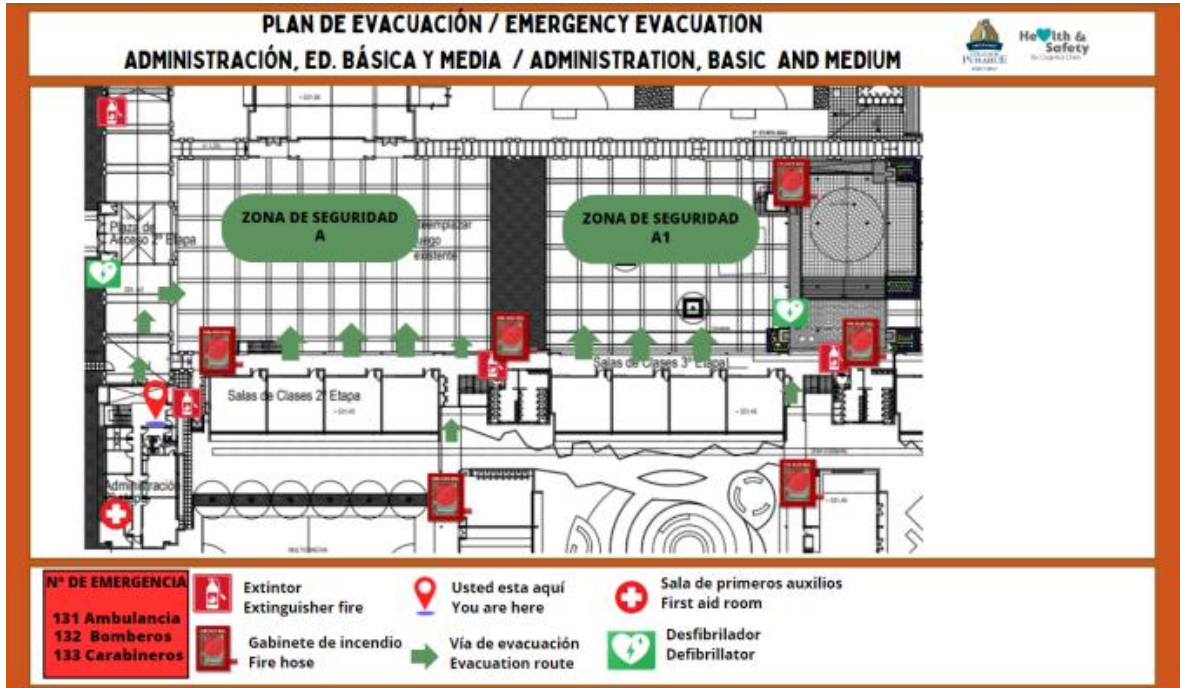 PLAN DE EVACUACIÓN / EMERGENCY EVACUATION
ADMINISTRACIÓN, ED. BÁSICA Y MEDIA / ADMINISTRATION, BASIC AND MEDIUM
Health &
Safety
ZONA DE SEGURIDAD
A
ZONA DE SEGURIDAD
A1
Plaza de
Acceso 2º Etapa
reemplazar
juego
existente
Salas de Clases 2º Etapa
Salas de Clases 3º Etapa
Administración
Nº DE EMERGENCIA
131 Ambulancia
132 Bomberos
133 Carabineros
Extintor
Extinguisher fire
Gabinete de incendio
Fire hose
Usted esta aquí
You are here
Vía de evacuación
Evacuation route
Sala de primeros auxilios
First aid room
Desfibrilador
Defibrillator